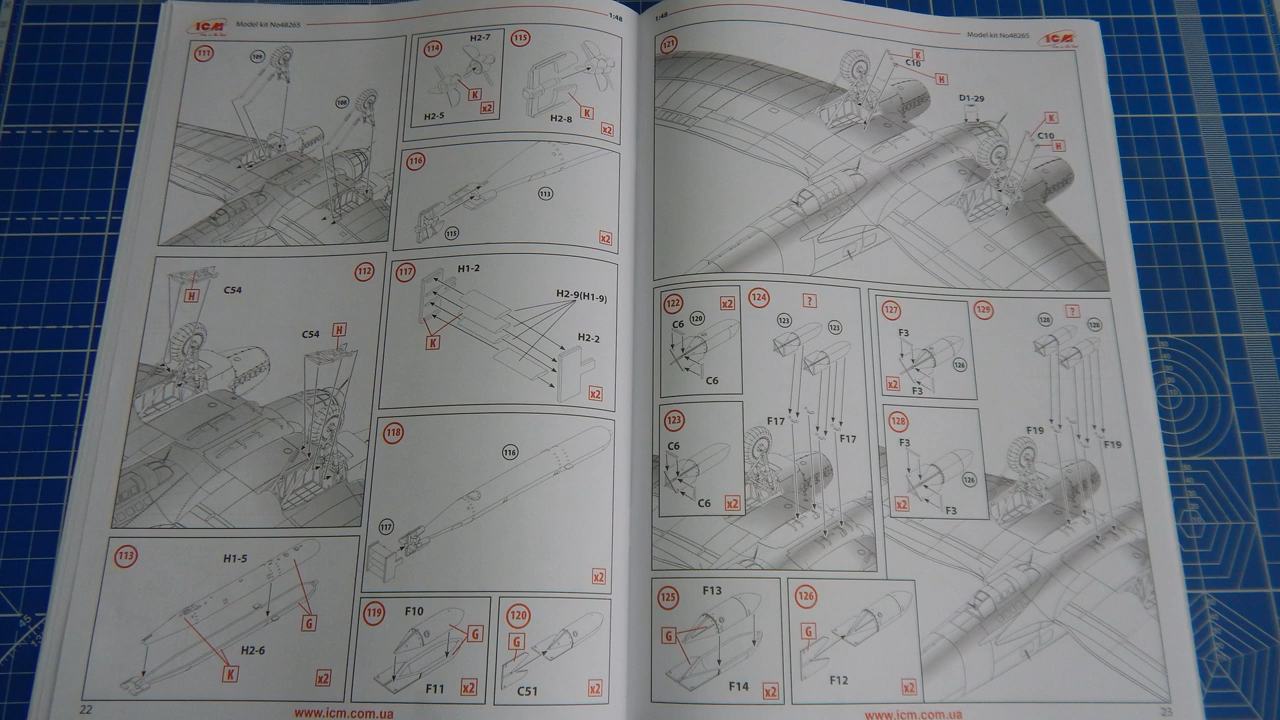 ICM
Model kit No48265
1:48
111
109
108
112
H
C54
C54
H
113
H1-5
G
H2-6
K
x2
114
H2-7
K
x2
H2-5
115
K
H2-8
x2
116
113
115
x2
117
H1-2
H2-9(H1-9)
K
H2-2
x2
118
116
117
x2
119
F10
G
F11
x2
120
G
C51
x2
22
www.icm.com.ua
1:48
Model kit No48265
ICM
121
K
C10
H
D1-29
K
C10
H
122
x2
C6
120
C6
123
C6
C6
x2
124
?
123
123
F17
F17
125
F13
G
F14
x2
126
G
F12
x2
127
F3
126
x2
F3
128
F3
126
x2
F3
129
?
128
128
F19
F19
www.icm.com.ua
23